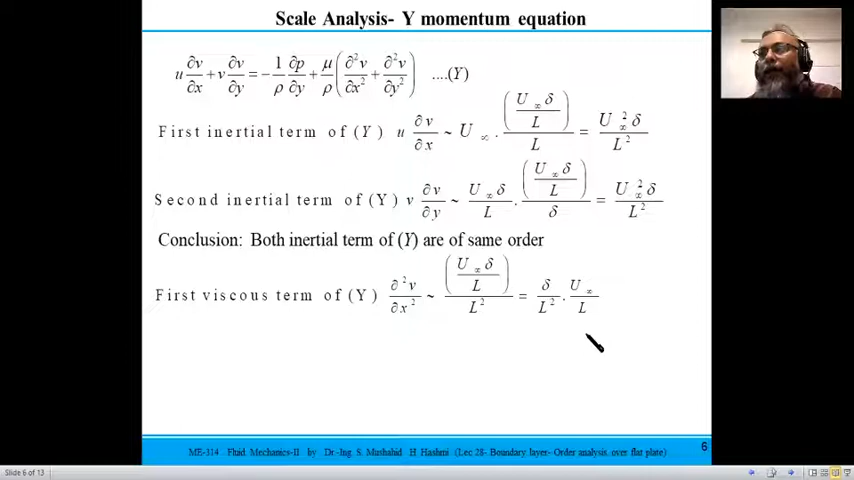 Scale Analysis- Y momentum equation
u ∂v/∂x + v ∂v/∂y = − 1/ρ ∂p/∂y + μ/ρ (∂²v/∂x² + ∂²v/∂y²) ....(Y)
First inertial term of (Y) u ∂v/∂x ~ U∞ . (U∞δ/L)/L = U∞²δ/L²
Second inertial term of (Y) v ∂v/∂y ~ U∞δ/L . (U∞δ/L)/δ = U∞²δ/L²
Conclusion: Both inertial term of (Y) are of same order
First viscous term of (Y) ∂²v/∂x² ~ (U∞δ/L)/L² = δ/L² . U∞/L
6
ME-314 Fluid Mechanics-II by Dr.-Ing. S. Mushahid H. Hashmi (Lec 28- Boundary layer- Order analysis over flat plate)
Slide 6 of 13